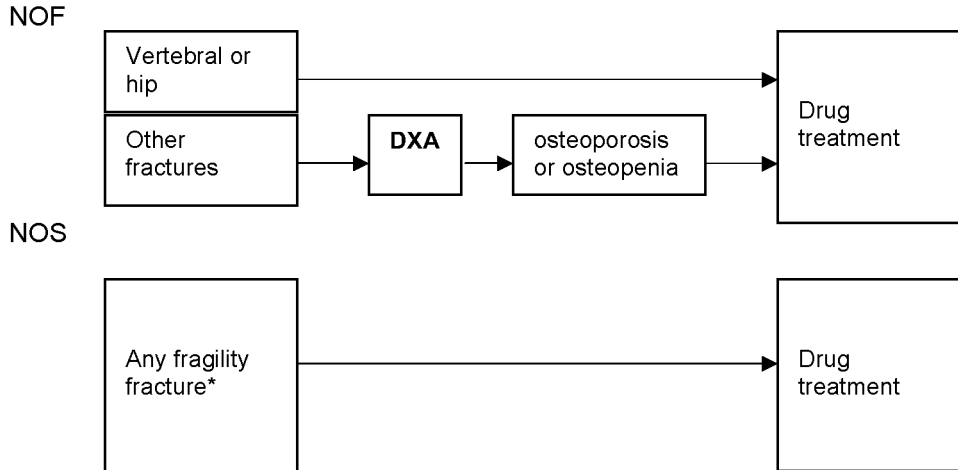 NOF
Vertebral or
hip
Other
fractures
DXA
osteoporosis
or osteopenia
Drug
treatment
NOS
Any fragility
fracture*
Drug
treatment